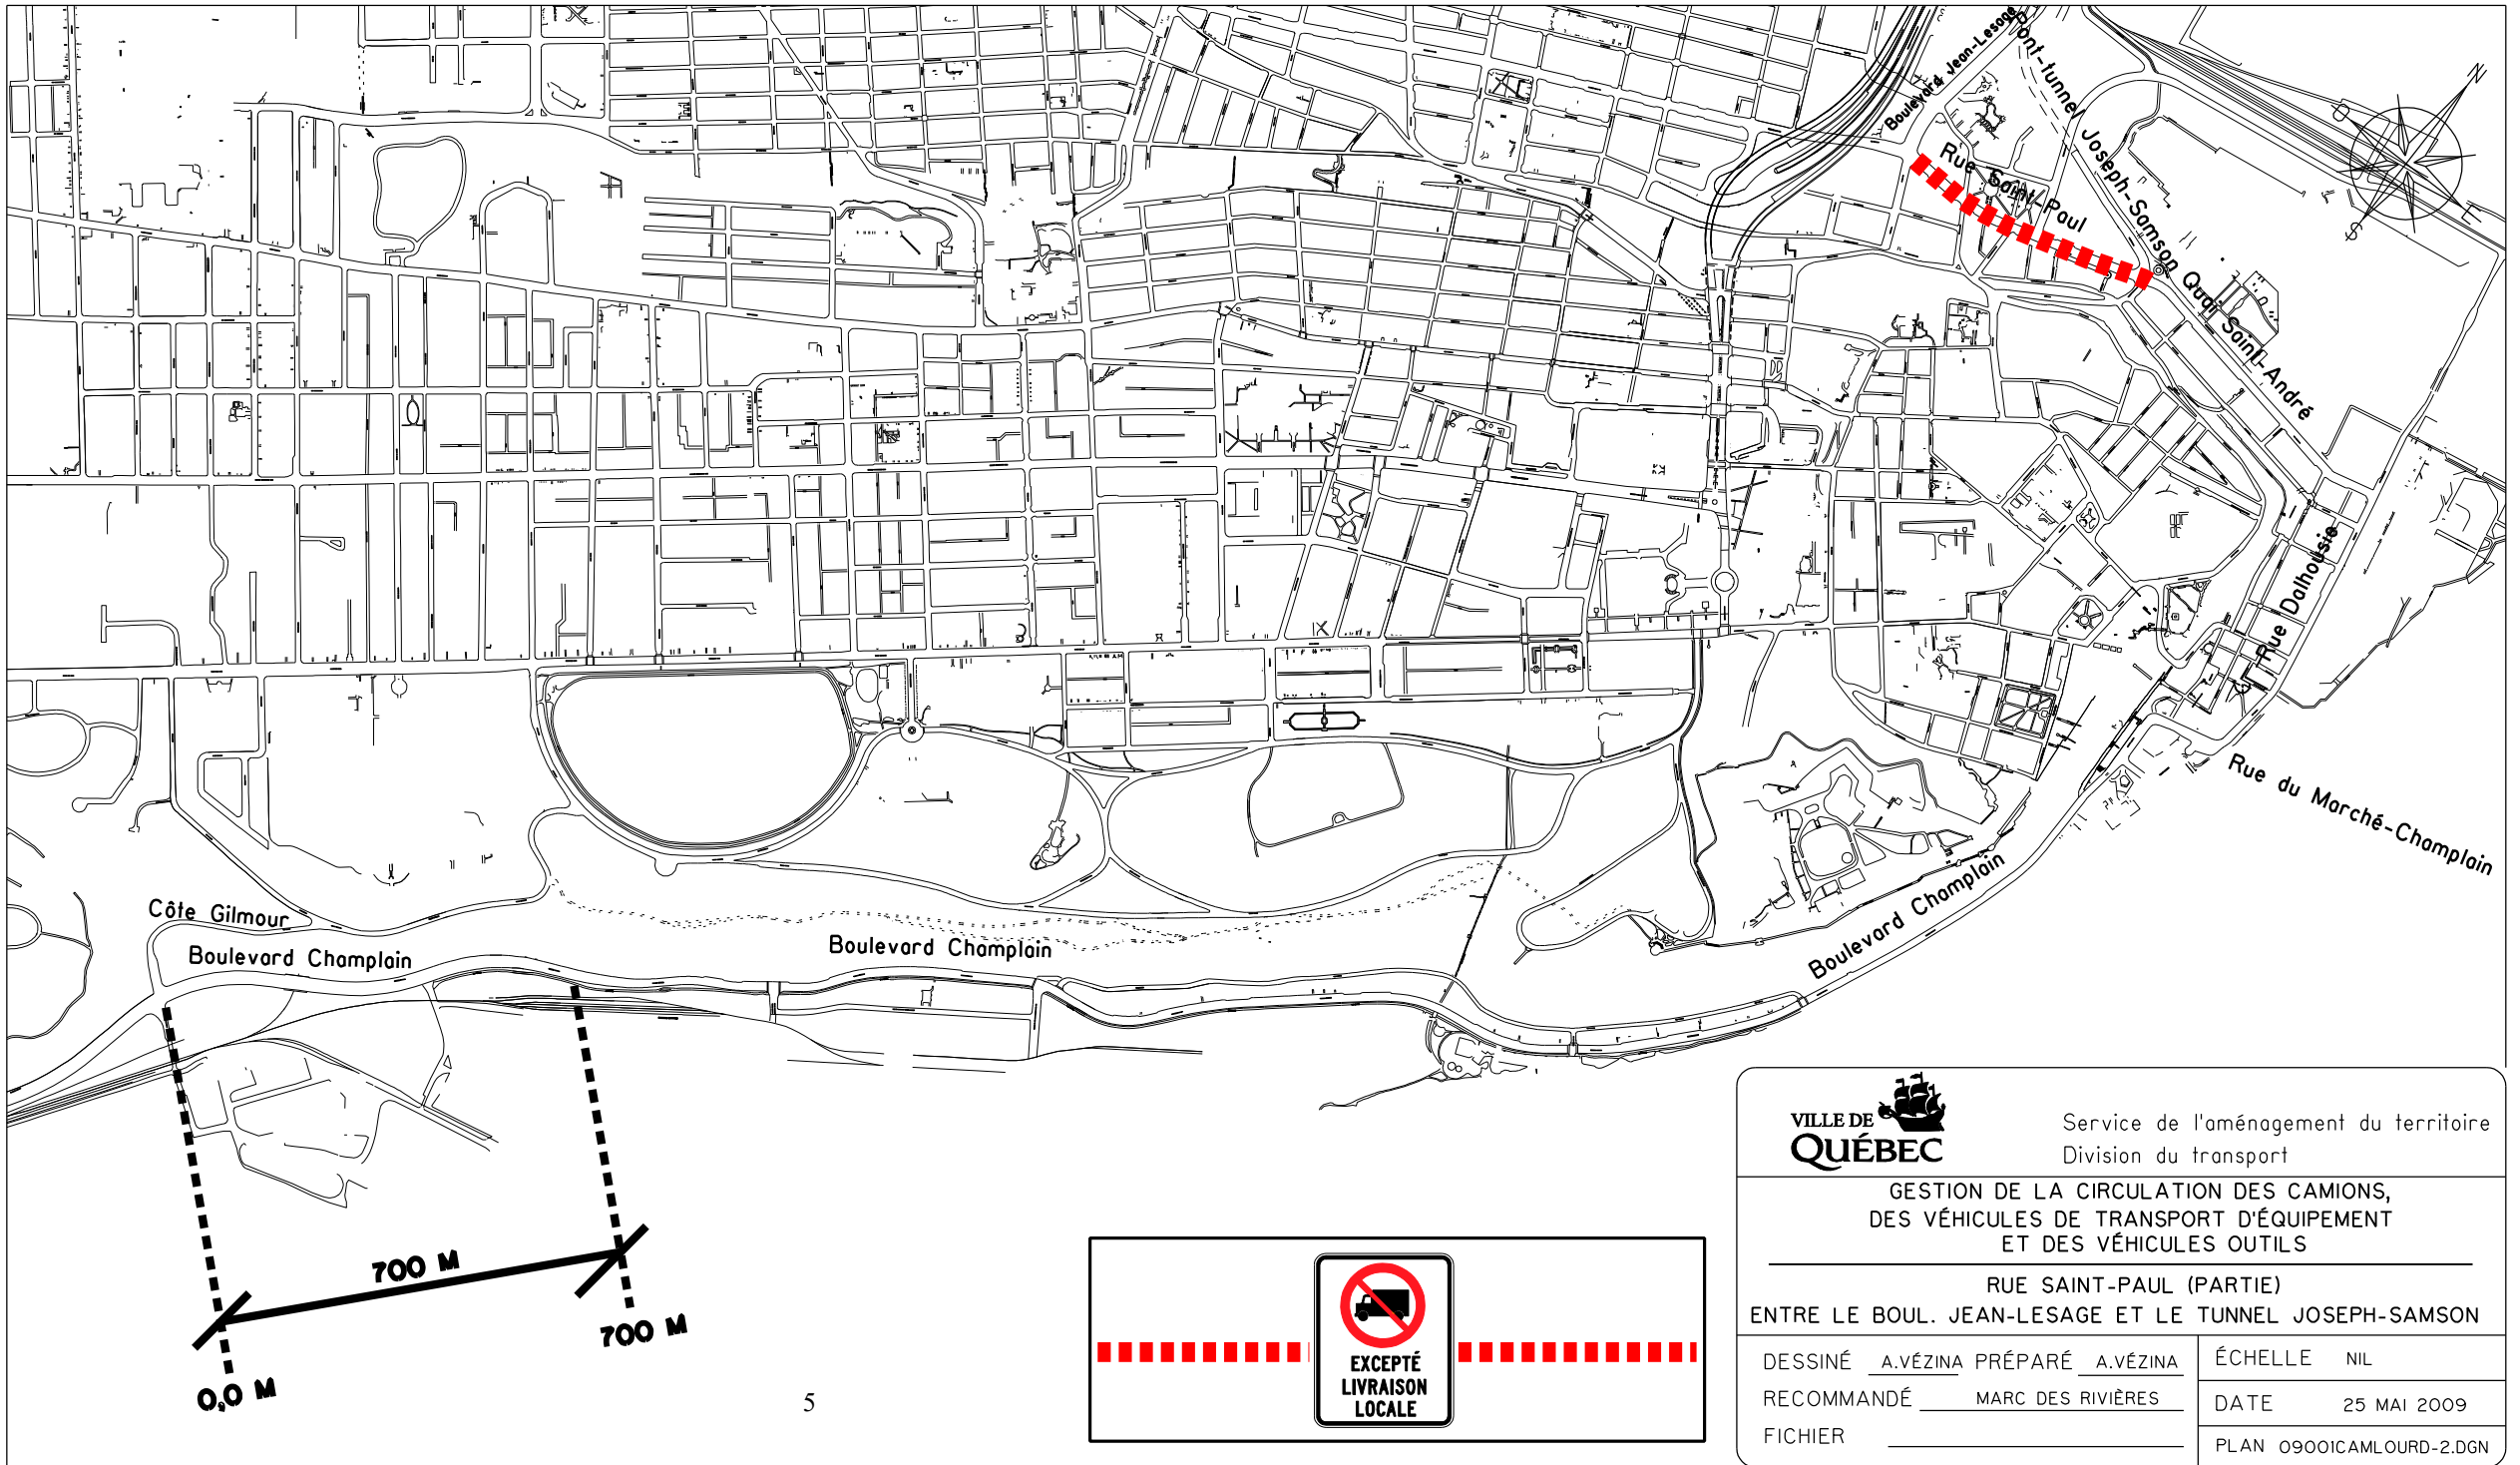 Boulevard Jean-Lesage
Pont-tunnel Joseph-Samson
Rue Saint-Paul
Quai Saint-André
N
S
Rue Dalhousie
Rue du Marché-Champlain
Côte Gilmour
Boulevard Champlain
Boulevard Champlain
Boulevard Champlain
700 M
700 M
0,0 M
5
EXCEPTÉ
LIVRAISON
LOCALE
VILLE DE
QUÉBEC
Service de l'aménagement du territoire
Division du transport
GESTION DE LA CIRCULATION DES CAMIONS,
DES VÉHICULES DE TRANSPORT D'ÉQUIPEMENT
ET DES VÉHICULES OUTILS
RUE SAINT-PAUL (PARTIE)
ENTRE LE BOUL. JEAN-LESAGE ET LE TUNNEL JOSEPH-SAMSON
DESSINÉ A.VÉZINA PRÉPARÉ A.VÉZINA
ÉCHELLE NIL
RECOMMANDÉ MARC DES RIVIÈRES
DATE 25 MAI 2009
FICHIER
PLAN 09001CAMLOURD-2.DGN